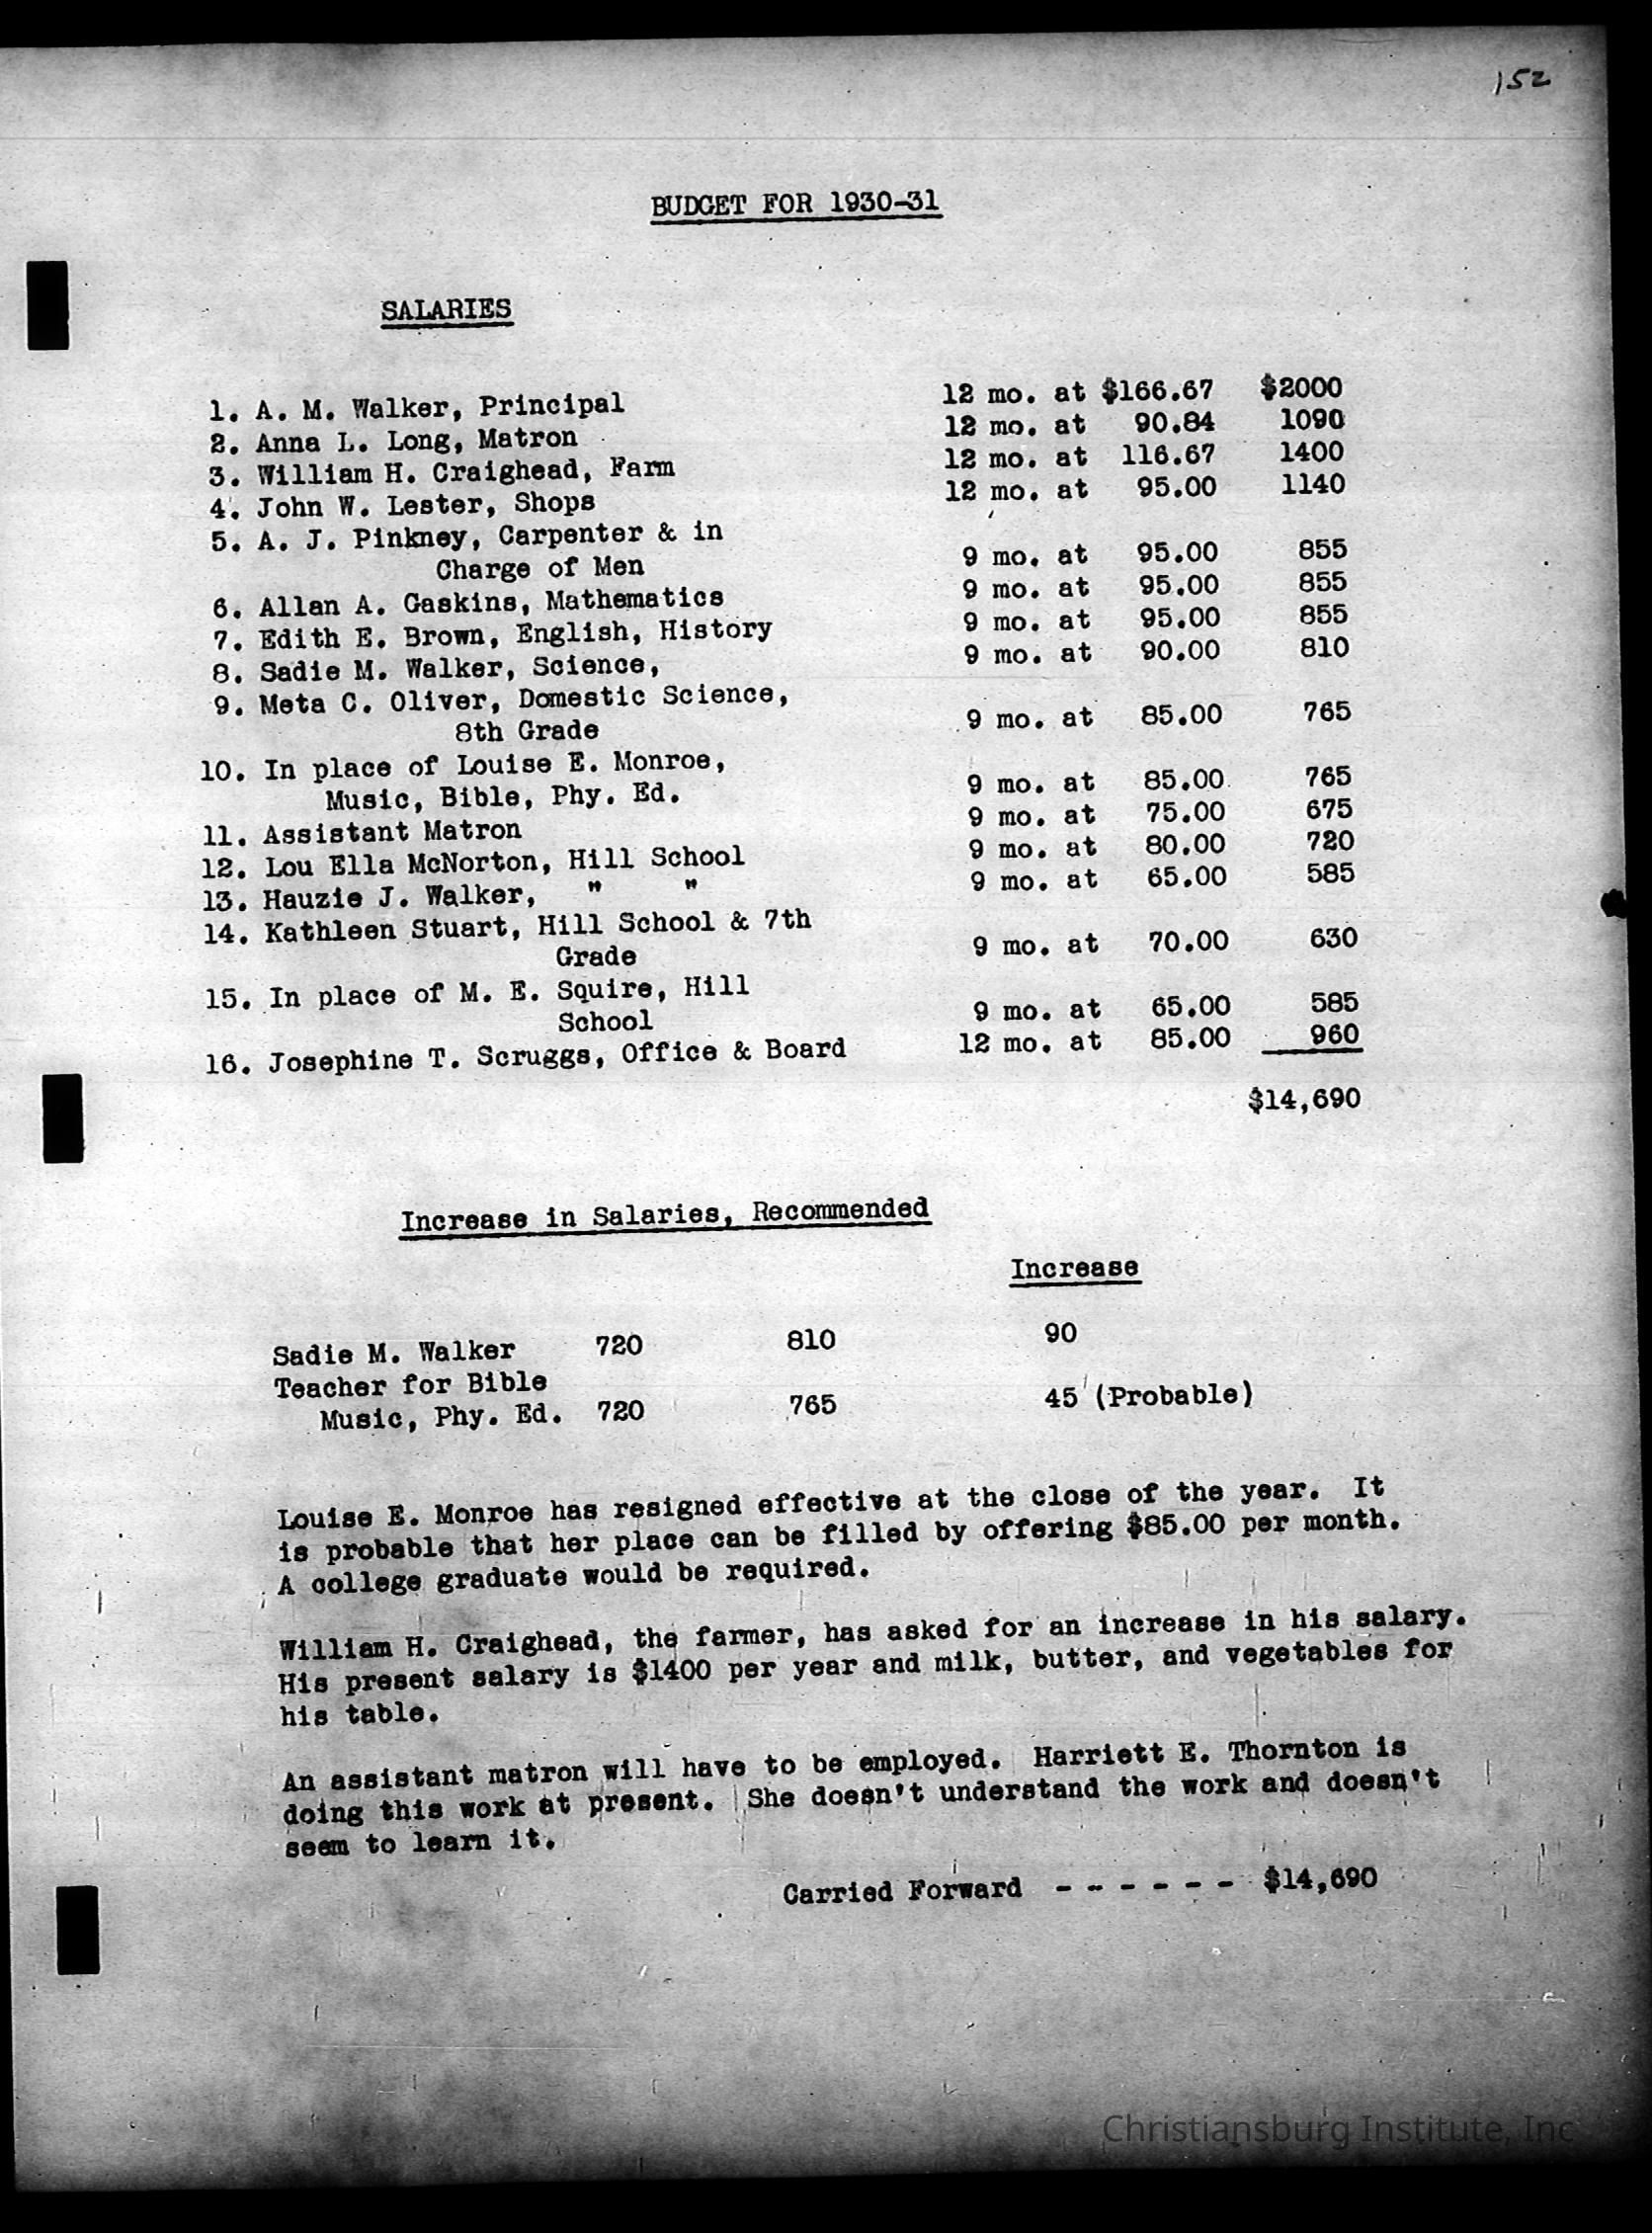 152
BUDGET FOR 1930-31
SALARIES
1. A. M. Walker, Principal 12 mo. at $166.67 $2000
2. Anna L. Long, Matron 12 mo. at 90.84 1090
3. William H. Craighead, Farm 12 mo. at 116.67 1400
4. John W. Lester, Shops 12 mo. at 95.00 1140
5. A. J. Pinkney, Carpenter & in
Charge of Men 9 mo. at 95.00 855
6. Allan A. Gaskins, Mathematics 9 mo. at 95.00 855
7. Edith E. Brown, English, History 9 mo. at 95.00 855
8. Sadie M. Walker, Science, 9 mo. at 90.00 810
9. Meta C. Oliver, Domestic Science,
8th Grade 9 mo. at 85.00 765
10. In place of Louise E. Monroe,
Music, Bible, Phy. Ed. 9 mo. at 85.00 765
11. Assistant Matron 9 mo. at 75.00 675
12. Lou Ella McNorton, Hill School 9 mo. at 80.00 720
13. Hauzie J. Walker, " " 9 mo. at 65.00 585
14. Kathleen Stuart, Hill School & 7th
Grade 9 mo. at 70.00 630
15. In place of M. E. Squire, Hill
School 9 mo. at 65.00 585
16. Josephine T. Scruggs, Office & Board 12 mo. at 85.00 960
$14,690
Increase in Salaries, Recommended
Increase
Sadie M. Walker 720 810 90
Teacher for Bible
Music, Phy. Ed. 720 765 45 (Probable)
Louise E. Monroe has resigned effective at the close of the year. It
is probable that her place can be filled by offering $85.00 per month.
A college graduate would be required.
William H. Craighead, the farmer, has asked for an increase in his salary.
His present salary is $1400 per year and milk, butter, and vegetables for
his table.
An assistant matron will have to be employed. Harriett E. Thornton is
doing this work at present. She doesn't understand the work and doesn't
seem to learn it.
Carried Forward - - - - - - $14,690
Christiansburg Institute, Inc